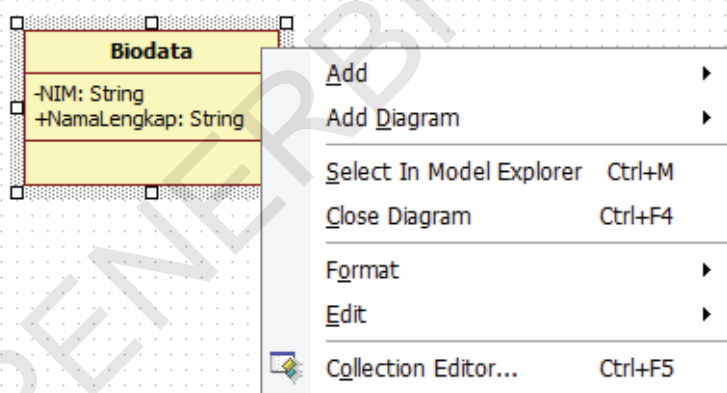 Biodata
-NIM: String
+NamaLengkap: String
Add
Add Diagram
Select In Model Explorer Ctrl+M
Close Diagram Ctrl+F4
Format
Edit
Collection Editor... Ctrl+F5
PENERBI